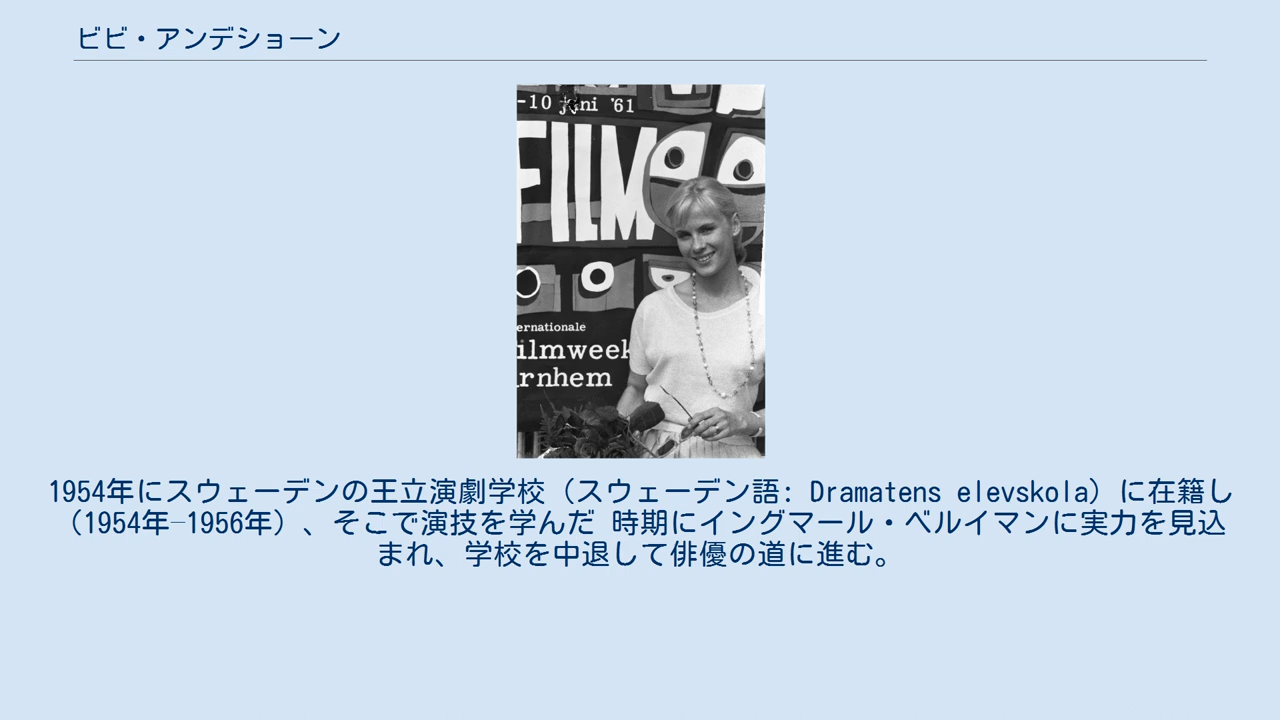 ビビ・アンデショーン
-10 juni '61
FILM
ernationale
ilmweek
rnhem
1954年にスウェーデンの王立演劇学校（スウェーデン語: Dramatens elevskola）に在籍し
（1954年–1956年）、そこで演技を学んだ 時期にイングマール・ベルイマンに実力を見込
まれ、学校を中退して俳優の道に進む。